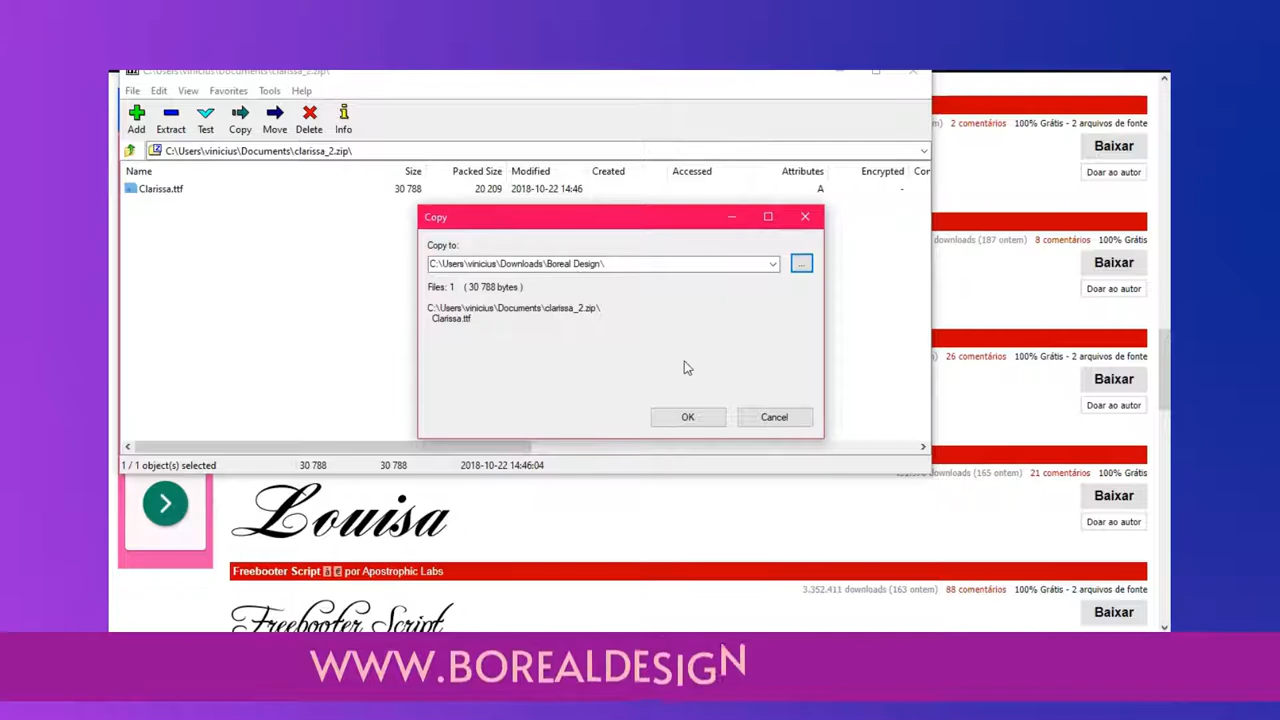 C:\Users\vinicius\Documents\clarissa_2.zip\
File Edit View Favorites Tools Help
Add Extract Test Copy Move Delete Info
C:\Users\vinicius\Documents\clarissa_2.zip\
Name Size Packed Size Modified Created Accessed Attributes Encrypted
Clarissa.ttf 30 788 20 209 2018-10-22 14:46 A -
Copy
Copy to:
C:\Users\vinicius\Downloads\Boreal Design\
...
Files: 1 ( 30 788 bytes )
C:\Users\vinicius\Documents\clarissa_2.zip\
Clarissa.ttf
OK Cancel
1 / 1 object(s) selected 30 788 30 788 2018-10-22 14:46:04
2 comentários 100% Grátis - 2 arquivos de fonte
Baixar
Doar ao autor
downloads (187 ontem) 8 comentários 100% Grátis
Baixar
Doar ao autor
26 comentários 100% Grátis - 2 arquivos de fonte
Baixar
Doar ao autor
downloads (165 ontem) 21 comentários 100% Grátis
Baixar
Doar ao autor
Louisa
Freebooter Script por Apostrophic Labs
3.352.411 downloads (163 ontem) 88 comentários 100% Grátis
Baixar
Freebooter Script
WWW.BOREALDESIGN